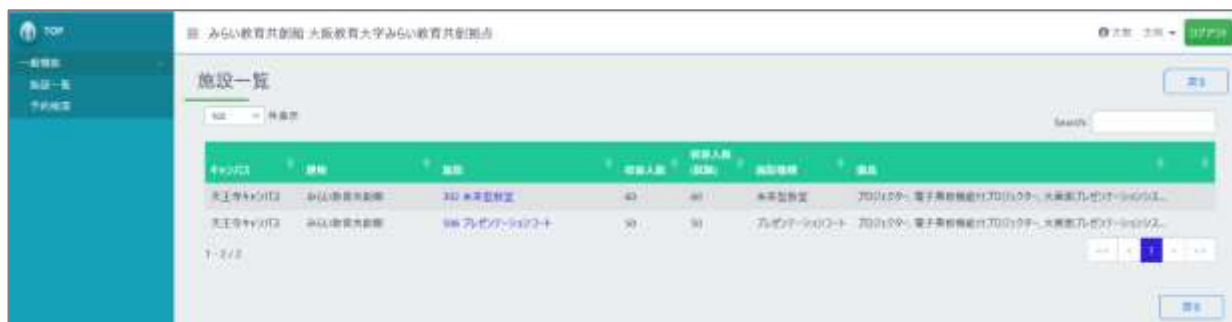 TOP
みらい教育共創館 大阪教育大学みらい教育共創拠点
ログアウト
一般機能
施設一覧
予約検索
施設一覧
戻る
件表示
Search:
キャンパス 建物 施設 収容人数 収容人数(試験) 施設種類 備品
天王寺キャンパス みらい教育共創館 302 未来型教室 60 60 未来型教室 プロジェクター、電子黒板機能付プロジェクター、大画面プレゼンテーションシス...
天王寺キャンパス みらい教育共創館 506 プレゼンテーションコート 50 50 プレゼンテーションコート プロジェクター、電子黒板機能付プロジェクター、大画面プレゼンテーションシス...
1 - 2 / 2
<< < 1 > >>
戻る